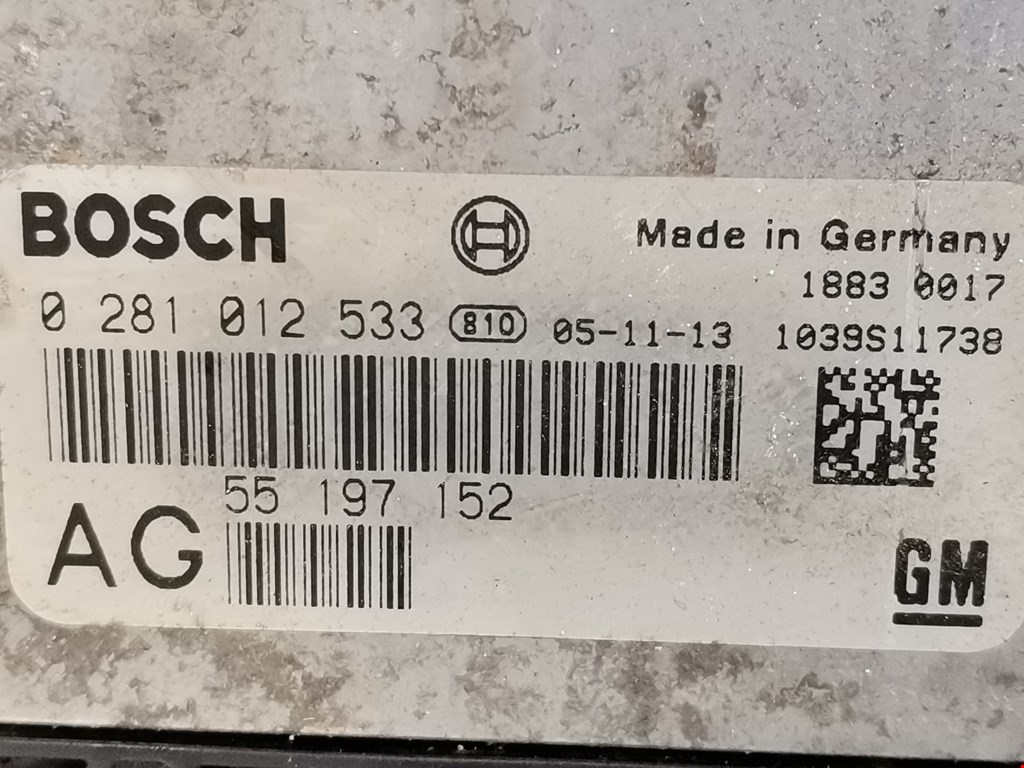 BOSCH
Made in Germany
1883 0017
0 281 012 533 810 05-11-13 1039S11738
55 197 152
AG
GM